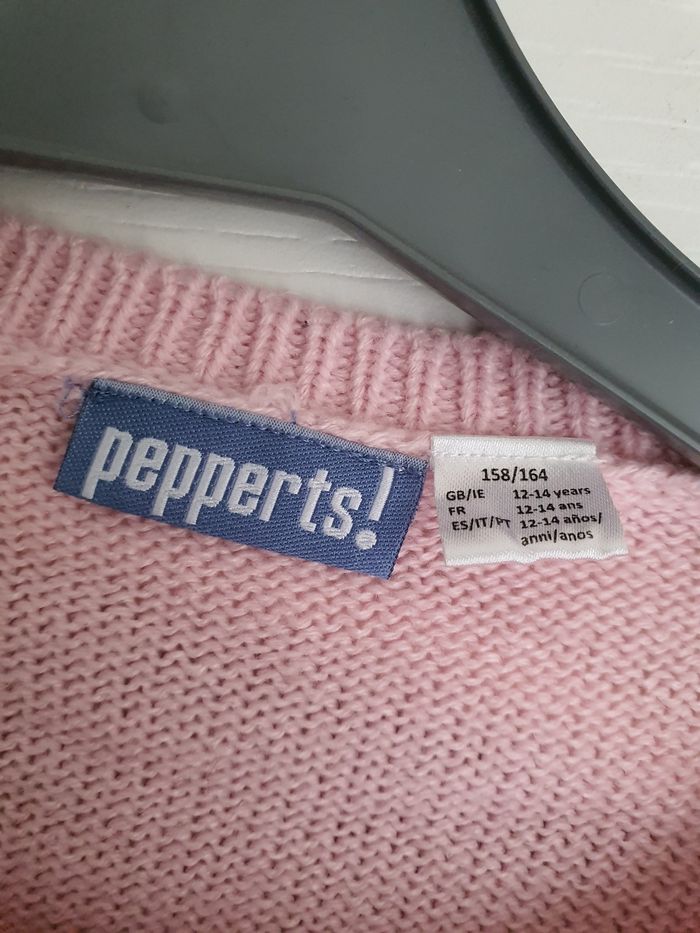 pepperts!
158/164
GB/IE 12-14 years
FR 12-14 ans
ES/IT/PT 12-14 años/
anni/anos